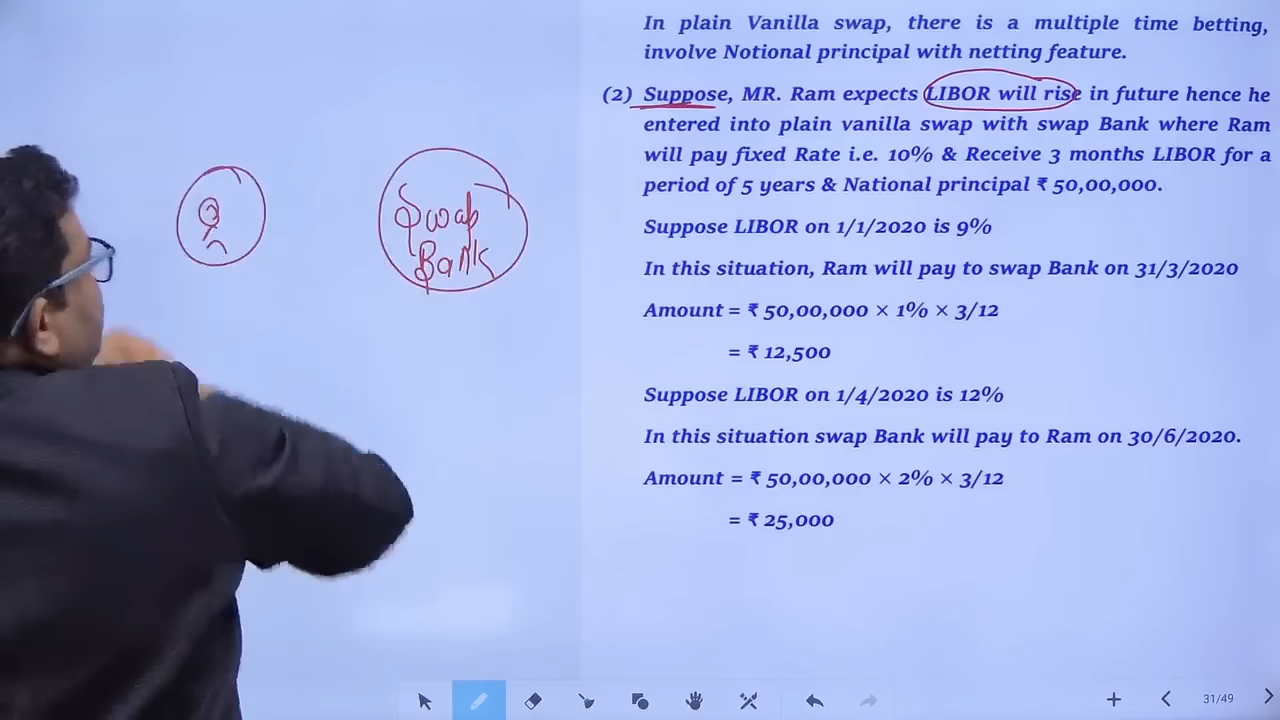 In plain Vanilla swap, there is a multiple time betting,
involve Notional principal with netting feature.
(2) Suppose, MR. Ram expects LIBOR will rise in future hence he
entered into plain vanilla swap with swap Bank where Ram
will pay fixed Rate i.e. 10% & Receive 3 months LIBOR for a
period of 5 years & National principal ₹ 50,00,000.
Suppose LIBOR on 1/1/2020 is 9%
In this situation, Ram will pay to swap Bank on 31/3/2020
Amount = ₹ 50,00,000 × 1% × 3/12
= ₹ 12,500
Suppose LIBOR on 1/4/2020 is 12%
In this situation swap Bank will pay to Ram on 30/6/2020.
Amount = ₹ 50,00,000 × 2% × 3/12
= ₹ 25,000
Swap
Bank
31/49